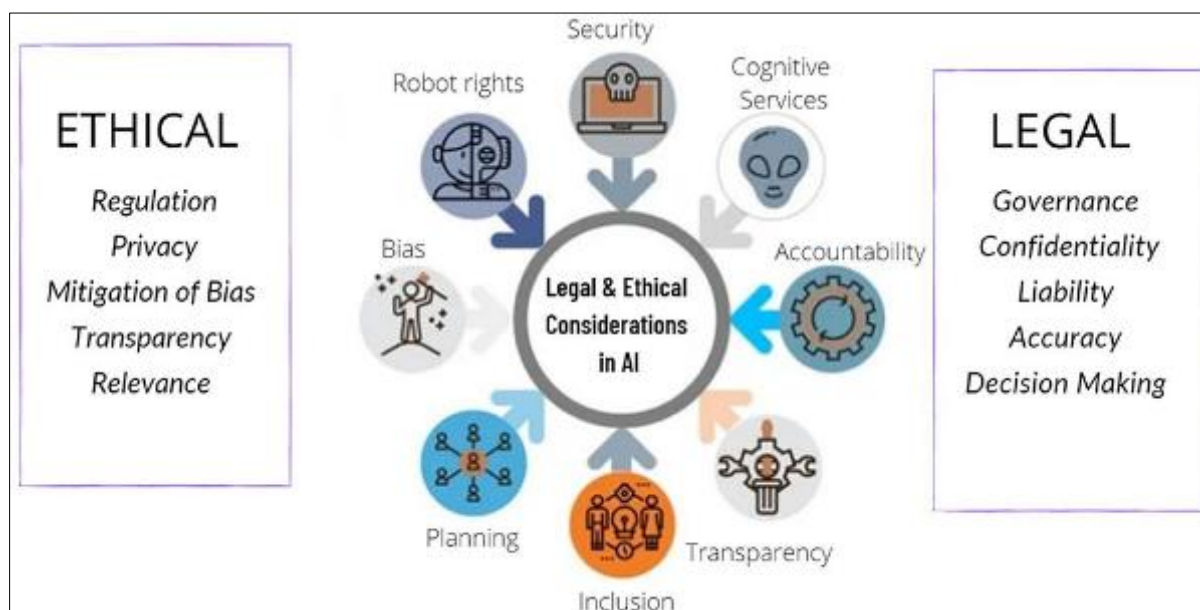 ETHICAL
Regulation
Privacy
Mitigation of Bias
Transparency
Relevance
Security
Robot rights
Cognitive
Services
Bias
Accountability
Legal & Ethical
Considerations
in AI
Planning
Transparency
Inclusion
LEGAL
Governance
Confidentiality
Liability
Accuracy
Decision Making